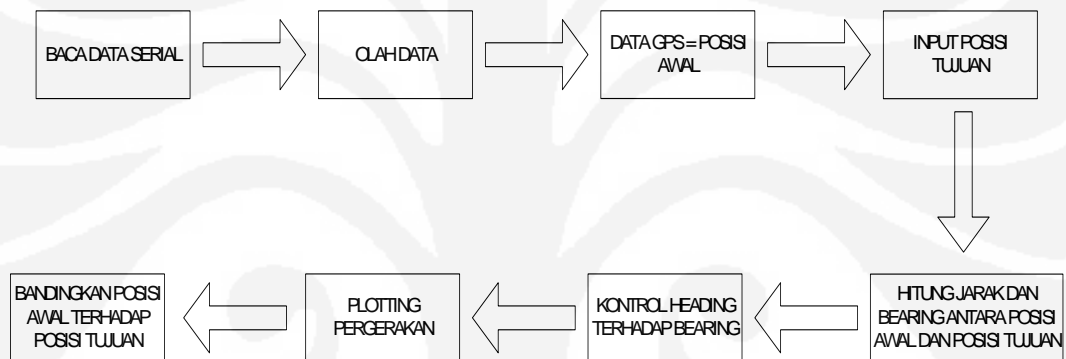 BACA DATA SERIAL
OLAH DATA
DATA GPS = POSISI
AWAL
INPUT POSISI
TUJUAN
HITUNG JARAK DAN
BEARING ANTARA POSISI
AWAL DAN POSISI TUJUAN
KONTROL HEADING
TERHADAP BEARING
PLOTTING
PERGERAKAN
BANDINGKAN POSISI
AWAL TERHADAP
POSISI TUJUAN